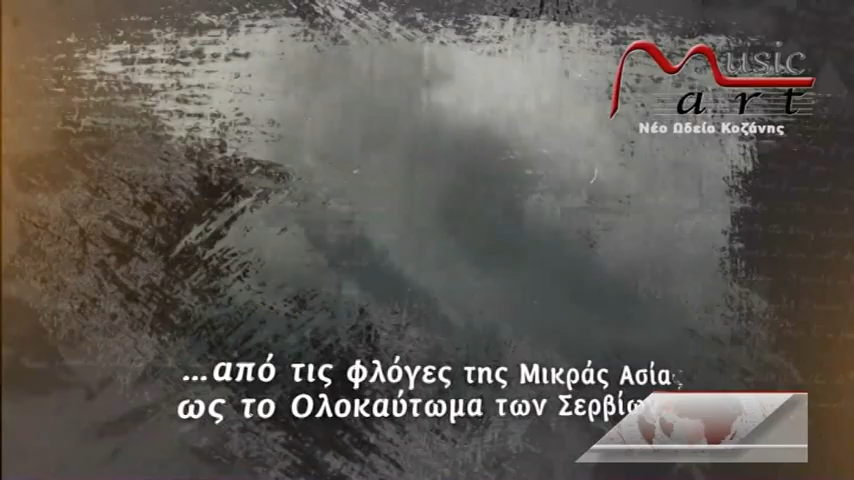 Music
art
Νέο Ωδείο Κοζάνης
...από τις φλόγες της Μικράς Ασία
ως το Ολοκαύτωμα των